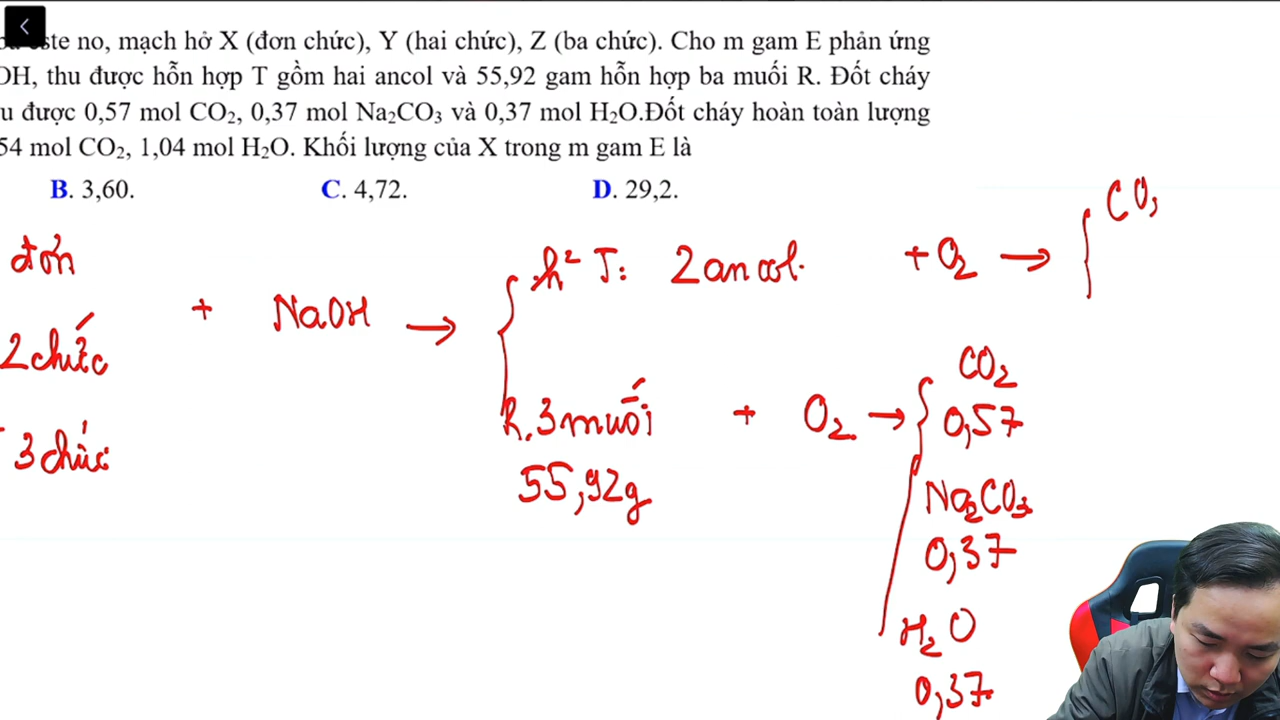 este no, mạch hở X (đơn chức), Y (hai chức), Z (ba chức). Cho m gam E phản ứng
OH, thu được hỗn hợp T gồm hai ancol và 55,92 gam hỗn hợp ba muối R. Đốt cháy
u được 0,57 mol CO₂, 0,37 mol Na₂CO₃ và 0,37 mol H₂O.Đốt cháy hoàn toàn lượng
54 mol CO₂, 1,04 mol H₂O. Khối lượng của X trong m gam E là
B. 3,60. C. 4,72. D. 29,2.
đơn
2 chức
3 chức
+ NaOH →
h² T: 2 ancol. + O₂ →
CO₂
h. 3 muối + O₂ →
55,92g
CO₂
0,57
Na₂CO₃
0,37
H₂O
0,37